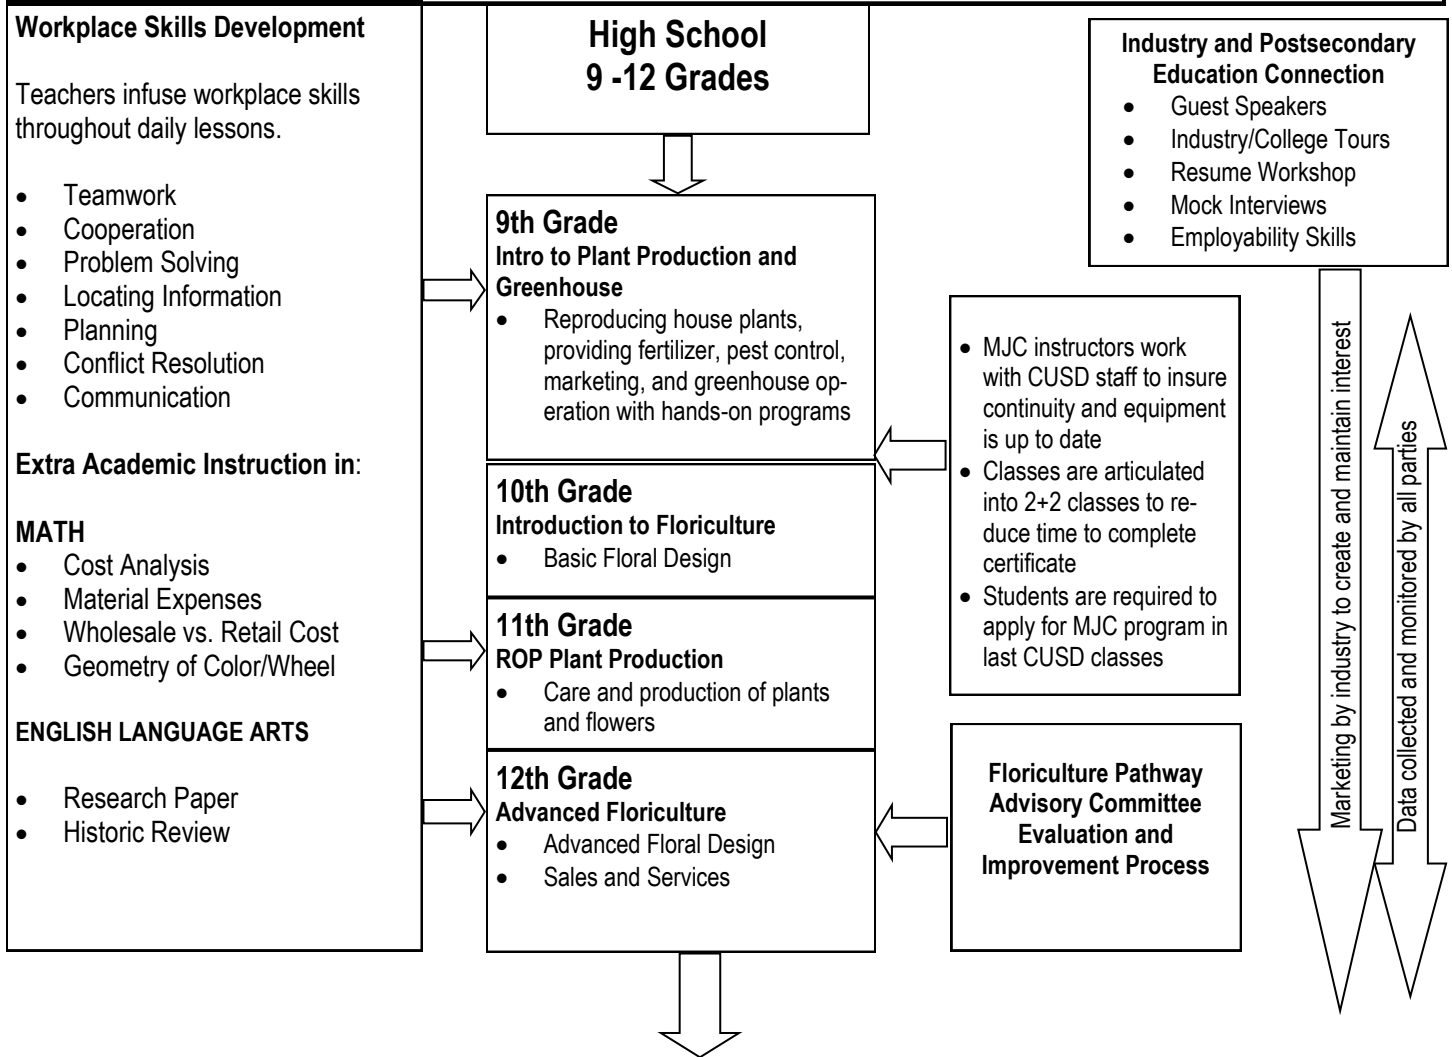 Workplace Skills Development
Teachers infuse workplace skills
throughout daily lessons.
• Teamwork
• Cooperation
• Problem Solving
• Locating Information
• Planning
• Conflict Resolution
• Communication
Extra Academic Instruction in:
MATH
• Cost Analysis
• Material Expenses
• Wholesale vs. Retail Cost
• Geometry of Color/Wheel
ENGLISH LANGUAGE ARTS
• Research Paper
• Historic Review
High School
9 -12 Grades
9th Grade
Intro to Plant Production and
Greenhouse
• Reproducing house plants,
providing fertilizer, pest control,
marketing, and greenhouse op-
eration with hands-on programs
10th Grade
Introduction to Floriculture
• Basic Floral Design
11th Grade
ROP Plant Production
• Care and production of plants
and flowers
12th Grade
Advanced Floriculture
• Advanced Floral Design
• Sales and Services
Industry and Postsecondary
Education Connection
• Guest Speakers
• Industry/College Tours
• Resume Workshop
• Mock Interviews
• Employability Skills
• MJC instructors work
with CUSD staff to insure
continuity and equipment
is up to date
• Classes are articulated
into 2+2 classes to re-
duce time to complete
certificate
• Students are required to
apply for MJC program in
last CUSD classes
Floriculture Pathway
Advisory Committee
Evaluation and
Improvement Process
Marketing by industry to create and maintain interest
Data collected and monitored by all parties